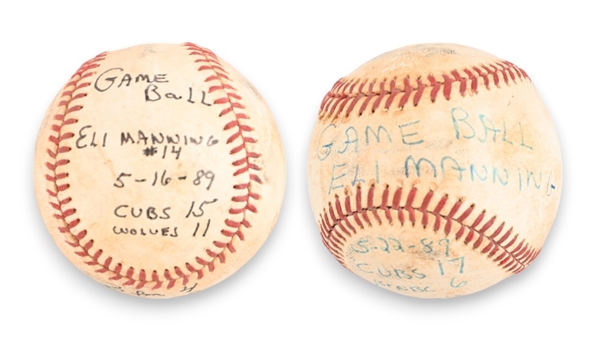 GAME
BALL
ELI MANNING
#14
5-16-89
CUBS 15
WOLVES 11
GAME BALL
ELI MANNING
5-22-89
CUBS 17
6